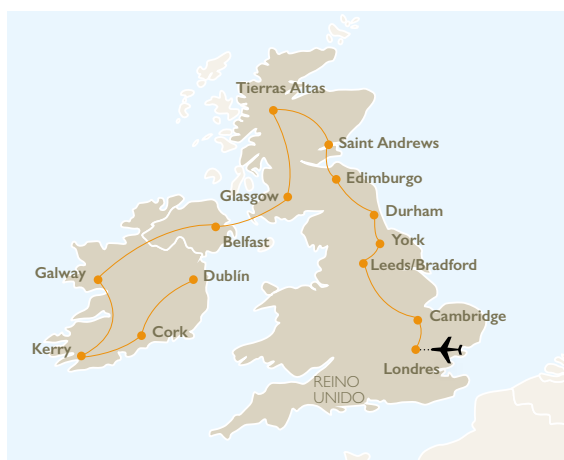 Tierras Altas
Saint Andrews
Edimburgo
Glasgow
Durham
Belfast
York
Leeds/Bradford
Galway
Dublín
Cambridge
Cork
Kerry
Londres
REINO
UNIDO